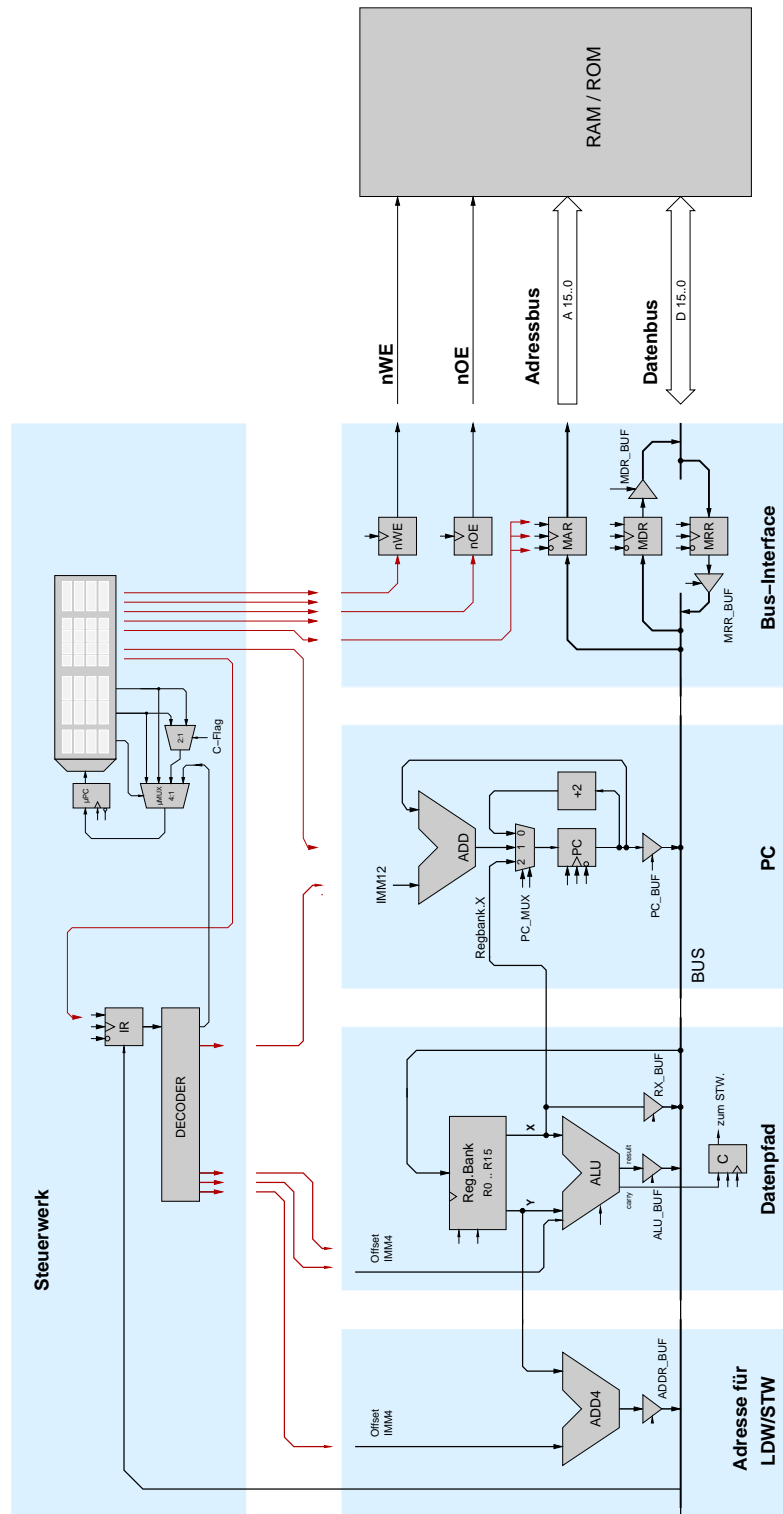 Steuerwerk
µPC
µMUX
4:1
2:1
C–Flag
IR
DECODER
nWE
nOE
Adressbus
A 15..0
Datenbus
D 15..0
RAM / ROM
Adresse für
LDW/STW
Offset
IMM4
ADD4
ADDR_BUF
Datenpfad
Offset
IMM4
Reg.Bank
R0 .. R15
Y
X
ALU
carry
result
ALU_BUF
RX_BUF
C
zum STW.
PC
IMM12
ADD
Regbank.X
PC_MUX
2 1 0
+2
PC
PC_BUF
BUS
Bus–Interface
nWE
nOE
MAR
MDR
MDR_BUF
MRR
MRR_BUF